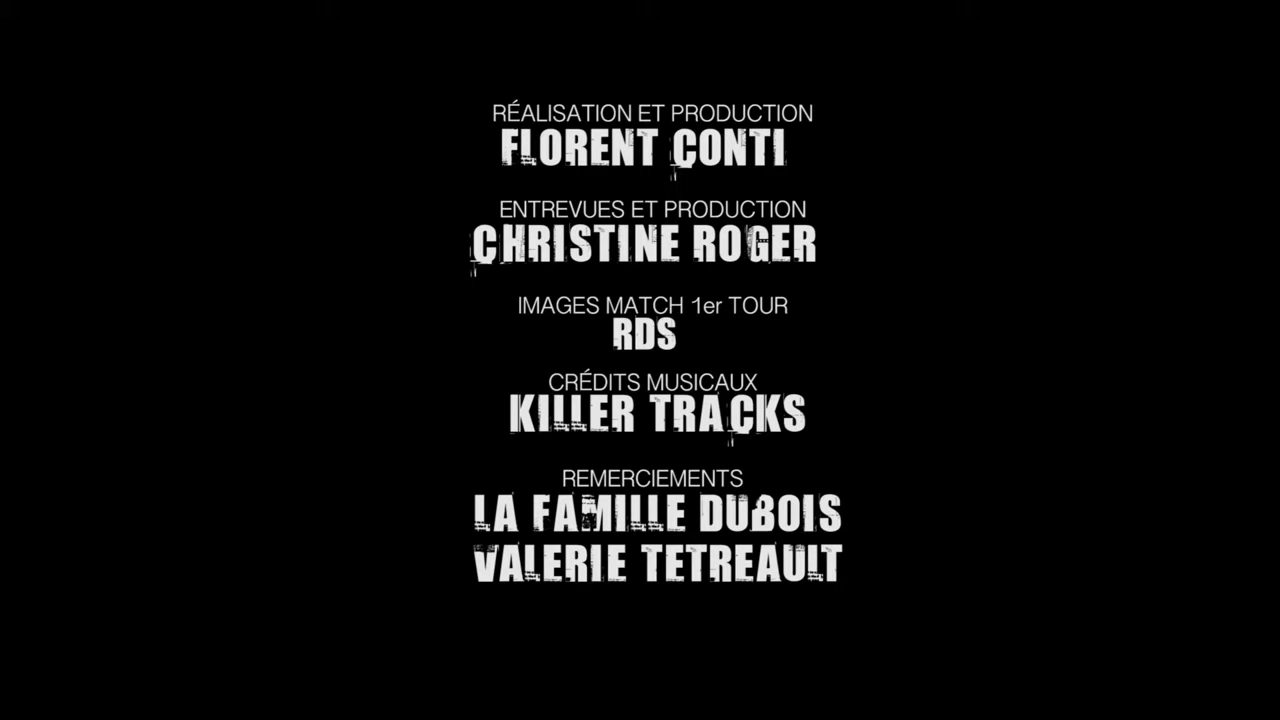 RÉALISATION ET PRODUCTION
FLORENT CONTI
ENTREVUES ET PRODUCTION
CHRISTINE ROGER
IMAGES MATCH 1er TOUR
RDS
CRÉDITS MUSICAUX
KILLER TRACKS
REMERCIEMENTS
LA FAMILLE DUBOIS
VALERIE TETREAULT